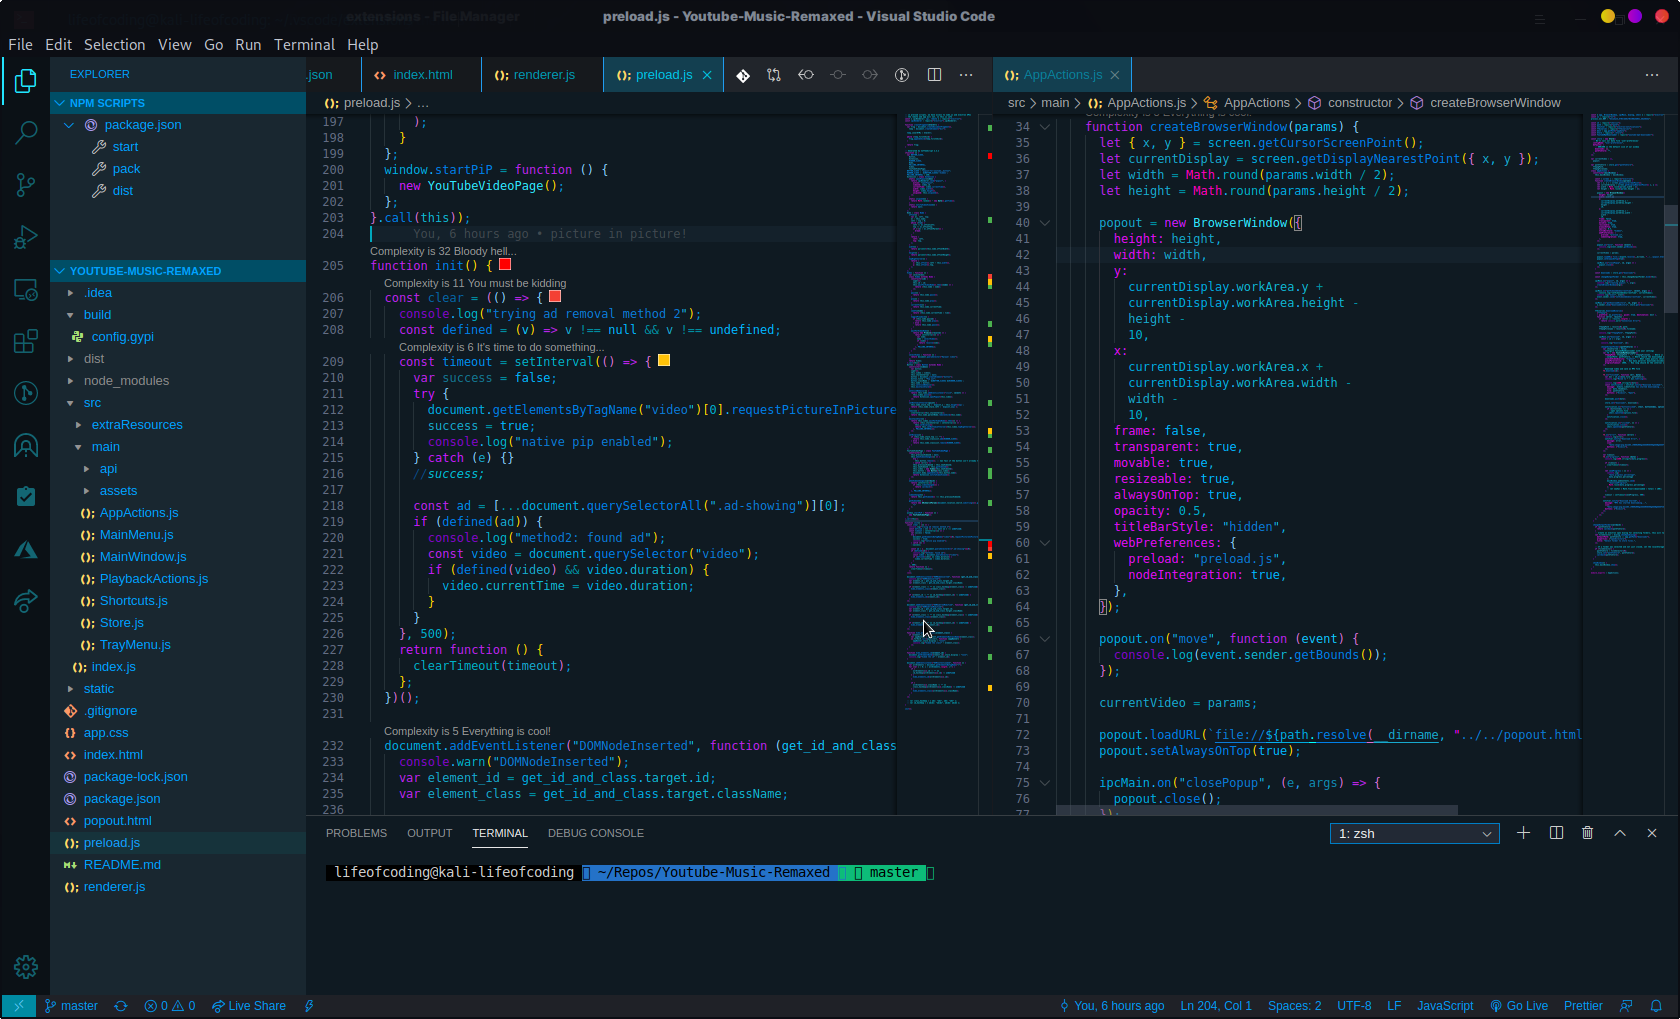 extensions - File Manager
preload.js - Youtube-Music-Remaxed - Visual Studio Code
File Edit Selection View Go Run Terminal Help
EXPLORER
NPM SCRIPTS
package.json
start
pack
dist
YOUTUBE-MUSIC-REMAXED
.idea
build
config.gypi
dist
node_modules
src
extraResources
main
api
assets
AppActions.js
MainMenu.js
MainWindow.js
PlaybackActions.js
Shortcuts.js
Store.js
TrayMenu.js
index.js
static
.gitignore
app.css
index.html
package-lock.json
package.json
popout.html
preload.js
README.md
renderer.js
.json
<> index.html
renderer.js
preload.js ×
preload.js > ...
197 );
198 }
199 };
200 window.startPiP = function () {
201 new YouTubeVideoPage();
202 };
203 }.call(this));
204 You, 6 hours ago • picture in picture!
Complexity is 32 Bloody hell...
205 function init() {
Complexity is 11 You must be kidding
206 const clear = (() => {
207 console.log("trying ad removal method 2");
208 const defined = (v) => v !== null && v !== undefined;
Complexity is 6 It's time to do something...
209 const timeout = setInterval(() => {
210 var success = false;
211 try {
212 document.getElementsByTagName("video")[0].requestPictureInPicture
213 success = true;
214 console.log("native pip enabled");
215 } catch (e) {}
216 //success;
217
218 const ad = [...document.querySelectorAll(".ad-showing")][0];
219 if (defined(ad)) {
220 console.log("method2: found ad");
221 const video = document.querySelector("video");
222 if (defined(video) && video.duration) {
223 video.currentTime = video.duration;
224 }
225 }
226 }, 500);
227 return function () {
228 clearTimeout(timeout);
229 };
230 })();
231
Complexity is 5 Everything is cool!
232 document.addEventListener("DOMNodeInserted", function (get_id_and_class
233 console.warn("DOMNodeInserted");
234 var element_id = get_id_and_class.target.id;
235 var element_class = get_id_and_class.target.className;
236
AppActions.js ×
src > main > AppActions.js > AppActions > constructor > createBrowserWindow
34 function createBrowserWindow(params) {
35 let { x, y } = screen.getCursorScreenPoint();
36 let currentDisplay = screen.getDisplayNearestPoint({ x, y });
37 let width = Math.round(params.width / 2);
38 let height = Math.round(params.height / 2);
39
40 popout = new BrowserWindow({
41 height: height,
42 width: width,
43 y:
44 currentDisplay.workArea.y +
45 currentDisplay.workArea.height -
46 height -
47 10,
48 x:
49 currentDisplay.workArea.x +
50 currentDisplay.workArea.width -
51 width -
52 10,
53 frame: false,
54 transparent: true,
55 movable: true,
56 resizeable: true,
57 alwaysOnTop: true,
58 opacity: 0.5,
59 titleBarStyle: "hidden",
60 webPreferences: {
61 preload: "preload.js",
62 nodeIntegration: true,
63 },
64 });
65
66 popout.on("move", function (event) {
67 console.log(event.sender.getBounds());
68 });
69
70 currentVideo = params;
71
72 popout.loadURL(`file://${path.resolve(__dirname, "../../popout.html
73 popout.setAlwaysOnTop(true);
74
75 ipcMain.on("closePopup", (e, args) => {
76 popout.close();
77 });
PROBLEMS OUTPUT TERMINAL DEBUG CONSOLE
1: zsh
lifeofcoding@kali-lifeofcoding ~/Repos/Youtube-Music-Remaxed master
master 0 0 Live Share
You, 6 hours ago Ln 204, Col 1 Spaces: 2 UTF-8 LF JavaScript Go Live Prettier